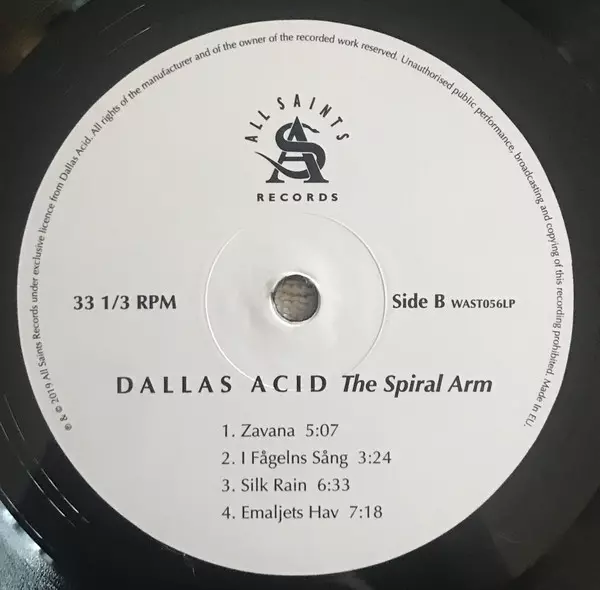 ℗ & © 2019 All Saints Records under exclusive licence from Dallas Acid. All rights of the manufacturer and of the owner of the recorded work reserved. Unauthorised public performance, broadcasting and copying of this recording prohibited. Made In EU.
ALL SAINTS
AS
RECORDS
33 1/3 RPM
Side B WAST056LP
DALLAS ACID The Spiral Arm
1. Zavana 5:07
2. I Fågelns Sång 3:24
3. Silk Rain 6:33
4. Emaljets Hav 7:18